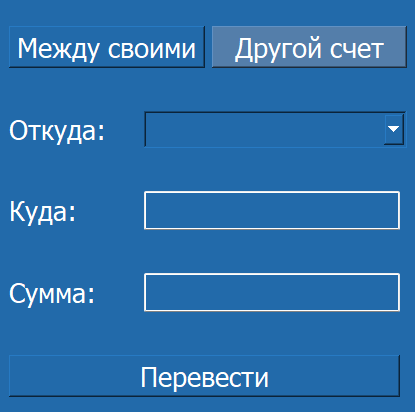 Между своими
Другой счет
Откуда:
Куда:
Сумма:
Перевести